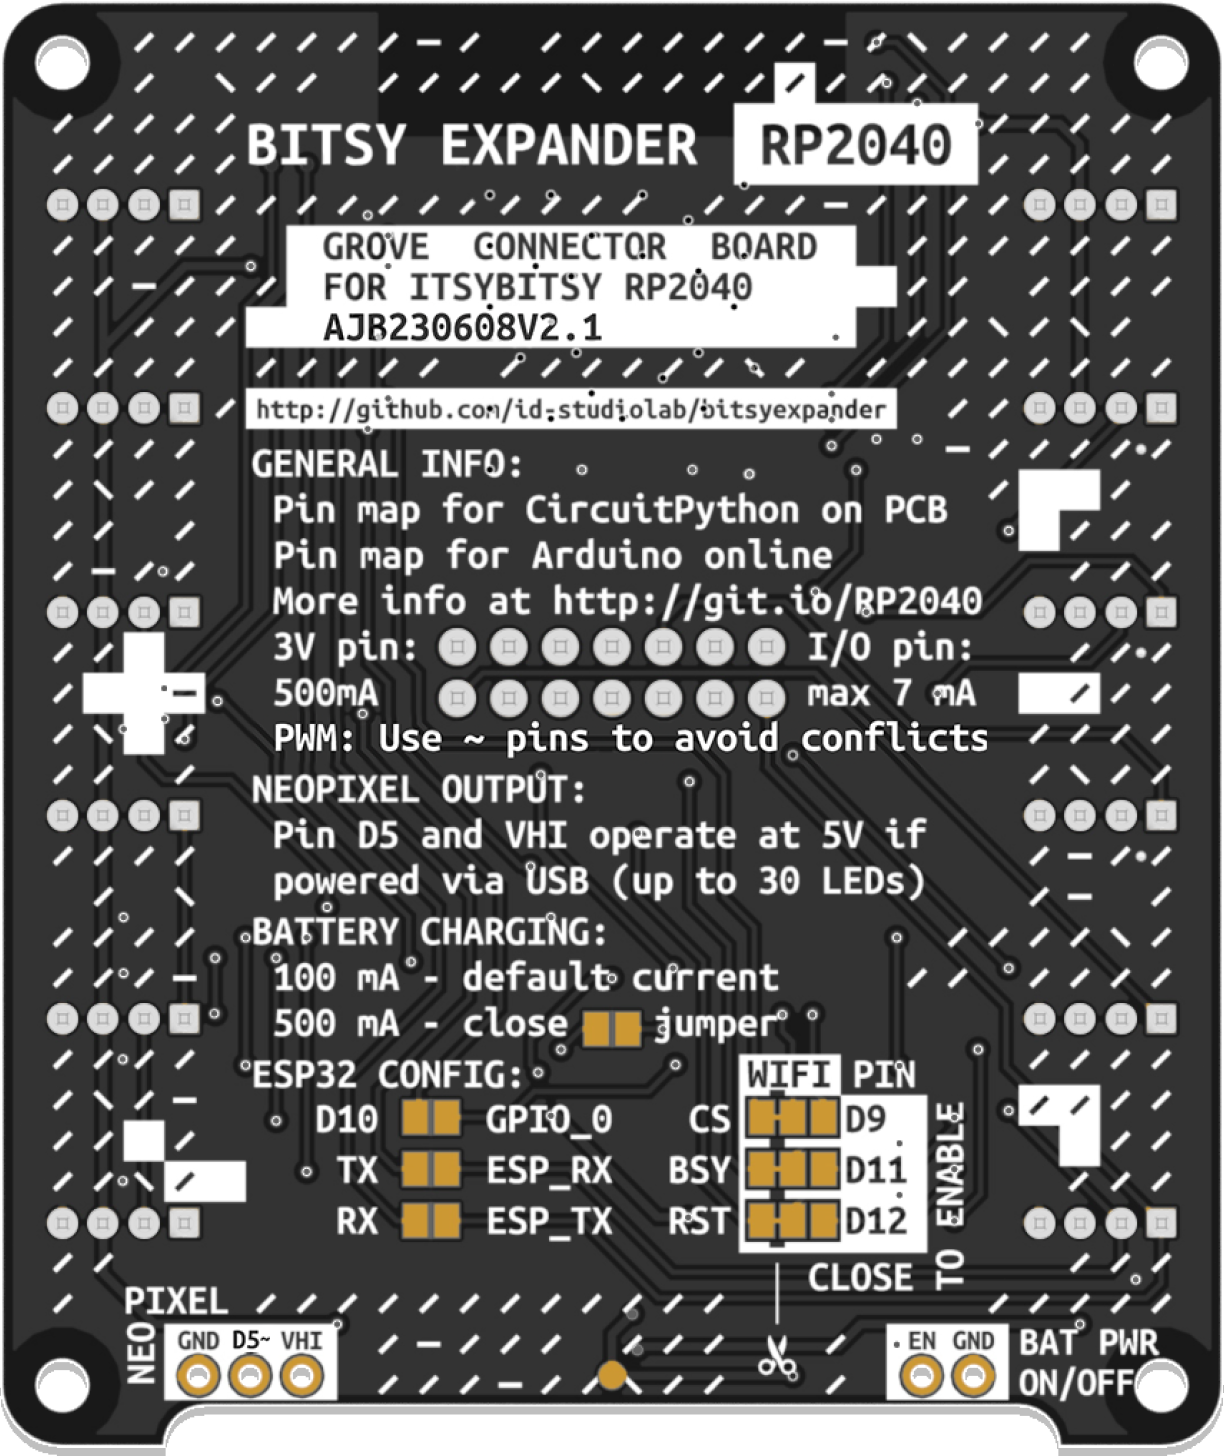 BITSY EXPANDER RP2040
GROVE CONNECTOR BOARD
FOR ITSYBITSY RP2040
AJB230608V2.1
http://github.com/id-studiolab/bitsyexpander
GENERAL INFO:
Pin map for CircuitPython on PCB
Pin map for Arduino online
More info at http://git.io/RP2040
3V pin: I/O pin:
500mA max 7 mA
PWM: Use ~ pins to avoid conflicts
NEOPIXEL OUTPUT:
Pin D5 and VHI operate at 5V if
powered via USB (up to 30 LEDs)
BATTERY CHARGING:
100 mA - default current
500 mA - close jumper
ESP32 CONFIG: WIFI PIN
D10 GPIO_0 CS D9
TX ESP_RX BSY D11
RX ESP_TX RST D12
TO ENABLE
CLOSE
NEO
PIXEL
GND D5~ VHI
EN GND
BAT PWR
ON/OFF